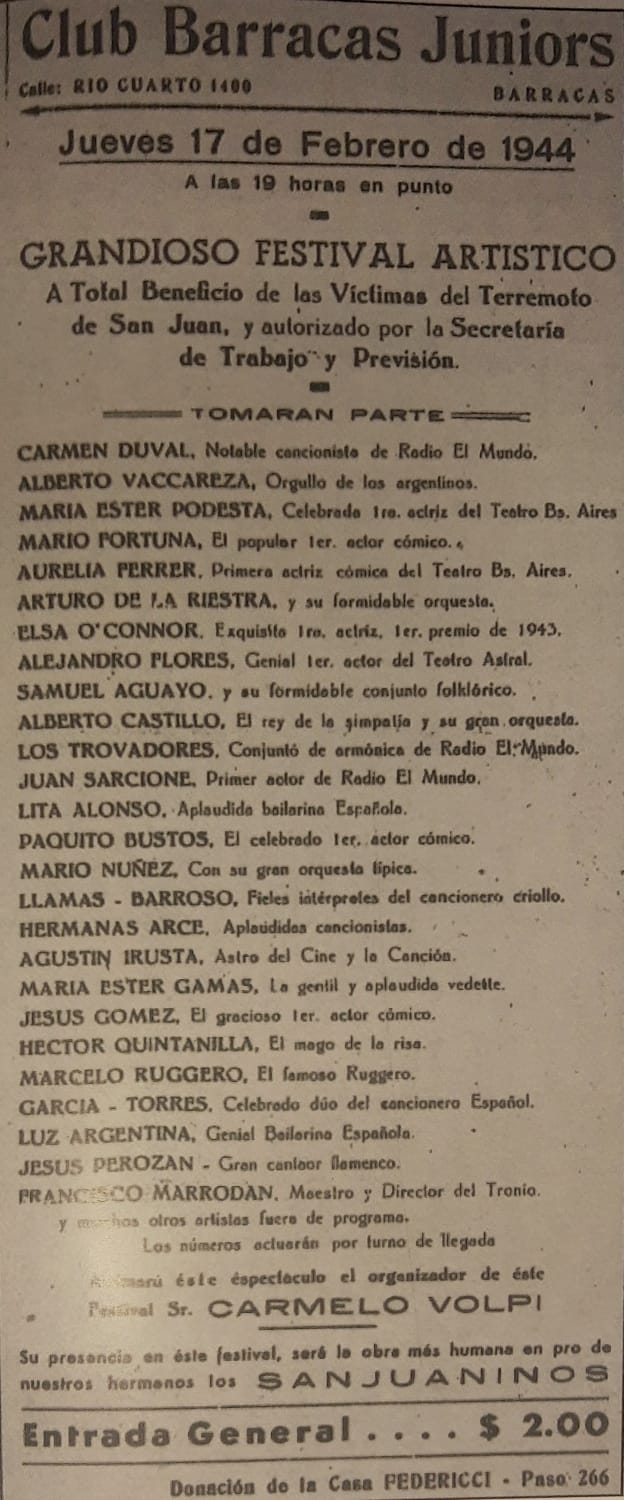 Club Barracas Juniors
Calle: RIO CUARTO 1400 BARRACAS
Jueves 17 de Febrero de 1944
A las 19 horas en punto
GRANDIOSO FESTIVAL ARTISTICO
A Total Beneficio de las Víctimas del Terremoto
de San Juan, y autorizado por la Secretaría
de Trabajo y Previsión.
TOMARAN PARTE
CARMEN DUVAL, Notable cancionista de Radio El Mundo.
ALBERTO VACCAREZA, Orgullo de los argentinos.
MARIA ESTER PODESTA, Celebrada 1ra. actriz del Teatro Bs. Aires
MARIO FORTUNA, El popular 1er. actor cómico.
AURELIA FERRER, Primera actriz cómica del Teatro Bs. Aires.
ARTURO DE LA RIESTRA, y su formidable orquesta.
ELSA O'CONNOR, Exquisita 1ra. actriz, 1er. premio de 1943.
ALEJANDRO FLORES, Genial 1er. actor del Teatro Astral.
SAMUEL AGUAYO, y su formidable conjunto folklórico.
ALBERTO CASTILLO, El rey de la simpatía y su gran orquesta.
LOS TROVADORES, Conjuntó de armónica de Radio El Mundo.
JUAN SARCIONE, Primer actor de Radio El Mundo.
LITA ALONSO, Aplaudida bailarina Española.
PAQUITO BUSTOS, El celebrado 1er. actor cómico.
MARIO NUÑEZ, Con su gran orquesta típica.
LLAMAS - BARROSO, Fieles intérpretes del cancionero criollo.
HERMANAS ARCE, Aplaudidas cancionistas.
AGUSTIN IRUSTA, Astro del Cine y la Canción.
MARIA ESTER GAMAS, La gentil y aplaudida vedette.
JESUS GOMEZ, El gracioso 1er. actor cómico.
HECTOR QUINTANILLA, El mago de la risa.
MARCELO RUGGERO, El famoso Ruggero.
GARCIA - TORRES, Celebrado dúo del cancionero Español.
LUZ ARGENTINA, Genial Bailarina Española.
JESUS PEROZAN - Gran cantaor flamenco.
FRANCISCO MARRODAN, Maestro y Director del Tronio.
y muchos otros artistas fuera de programa.
Los números actuarán por turno de llegada
éste espectáculo el organizador de éste
Festival Sr. CARMELO VOLPI
Su presencia en éste festival, será la obra más humana en pro de
nuestros hermanos los SANJUANINOS
Entrada General . . . . $ 2.00
Donación de la Casa FEDERICCI - Paso 266